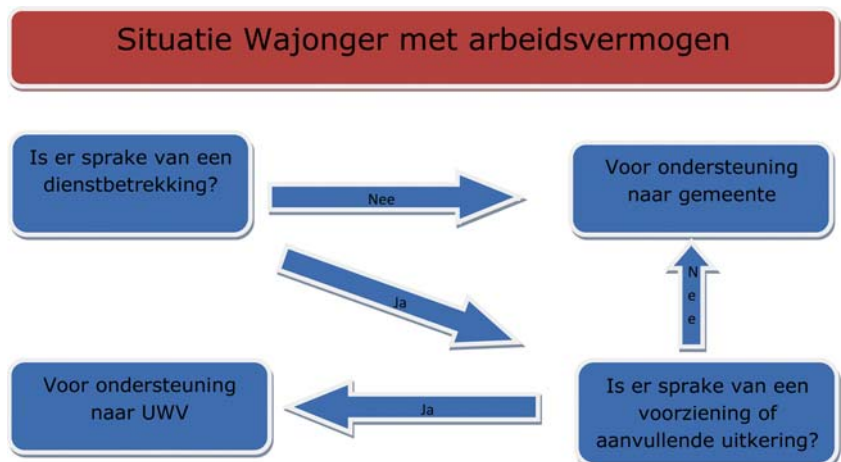 Situatie Wajonger met arbeidsvermogen
Is er sprake van een
dienstbetrekking?
Nee
Voor ondersteuning
naar gemeente
Ja
Nee
Voor ondersteuning
naar UWV
Ja
Is er sprake van een
voorziening of
aanvullende uitkering?